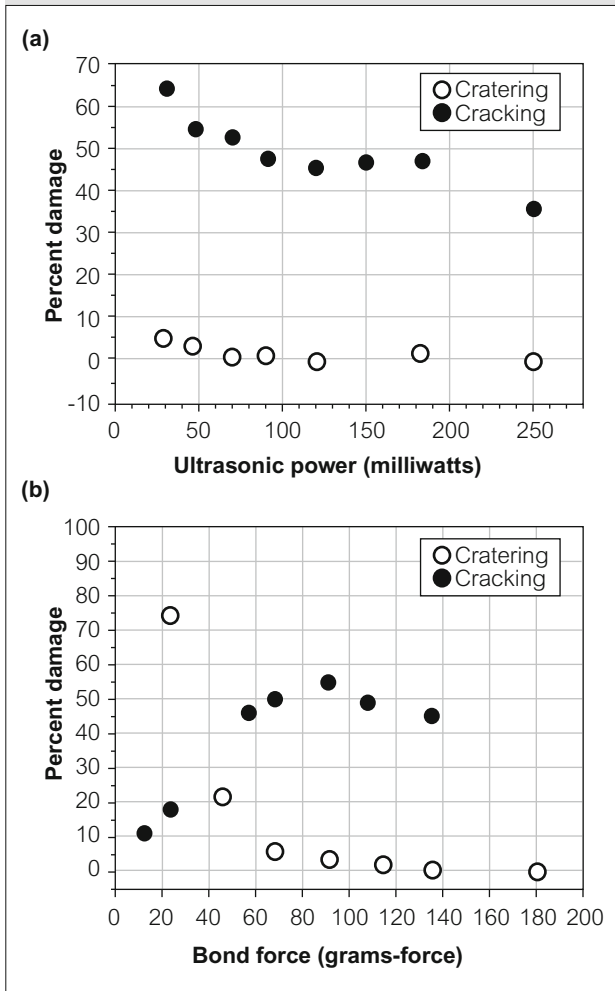 (a)
70
60
50
40
30
20
10
0
-10
Cratering
Cracking
Percent damage
0 50 100 150 200 250
Ultrasonic power (milliwatts)
(b)
100
90
80
70
60
50
40
30
20
10
0
Cratering
Cracking
Percent damage
0 20 40 60 80 100 120 140 160 180 200
Bond force (grams-force)